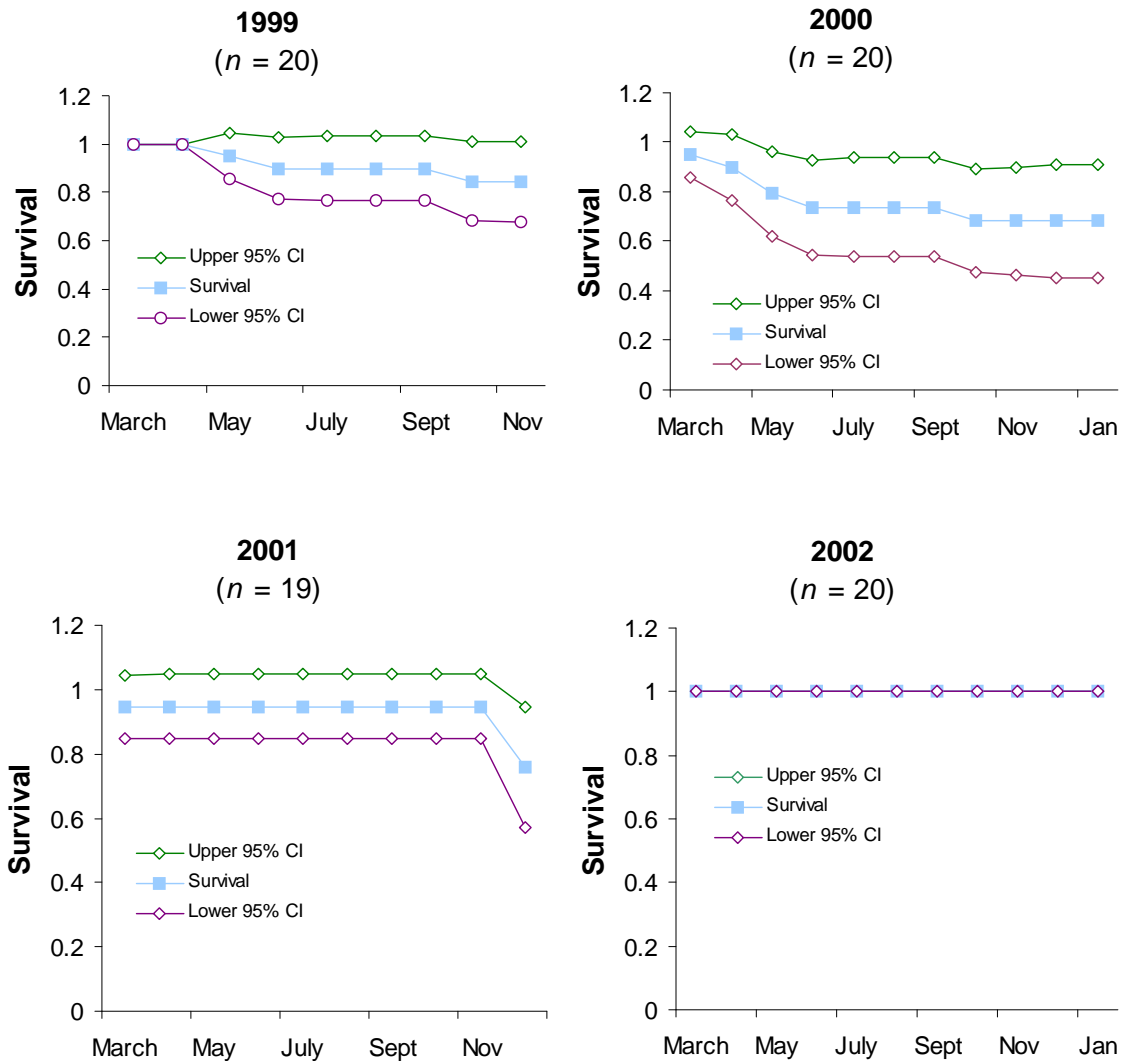 1999
(n = 20)
1.2
1
0.8
0.6
0.4
0.2
0
Survival
Upper 95% CI
Survival
Lower 95% CI
March May July Sept Nov
2000
(n = 20)
1.2
1
0.8
0.6
0.4
0.2
0
Survival
Upper 95% CI
Survival
Lower 95% CI
March May July Sept Nov Jan
2001
(n = 19)
1.2
1
0.8
0.6
0.4
0.2
0
Survival
Upper 95% CI
Survival
Lower 95% CI
March May July Sept Nov
2002
(n = 20)
1.2
1
0.8
0.6
0.4
0.2
0
Survival
Upper 95% CI
Survival
Lower 95% CI
March May July Sept Nov Jan